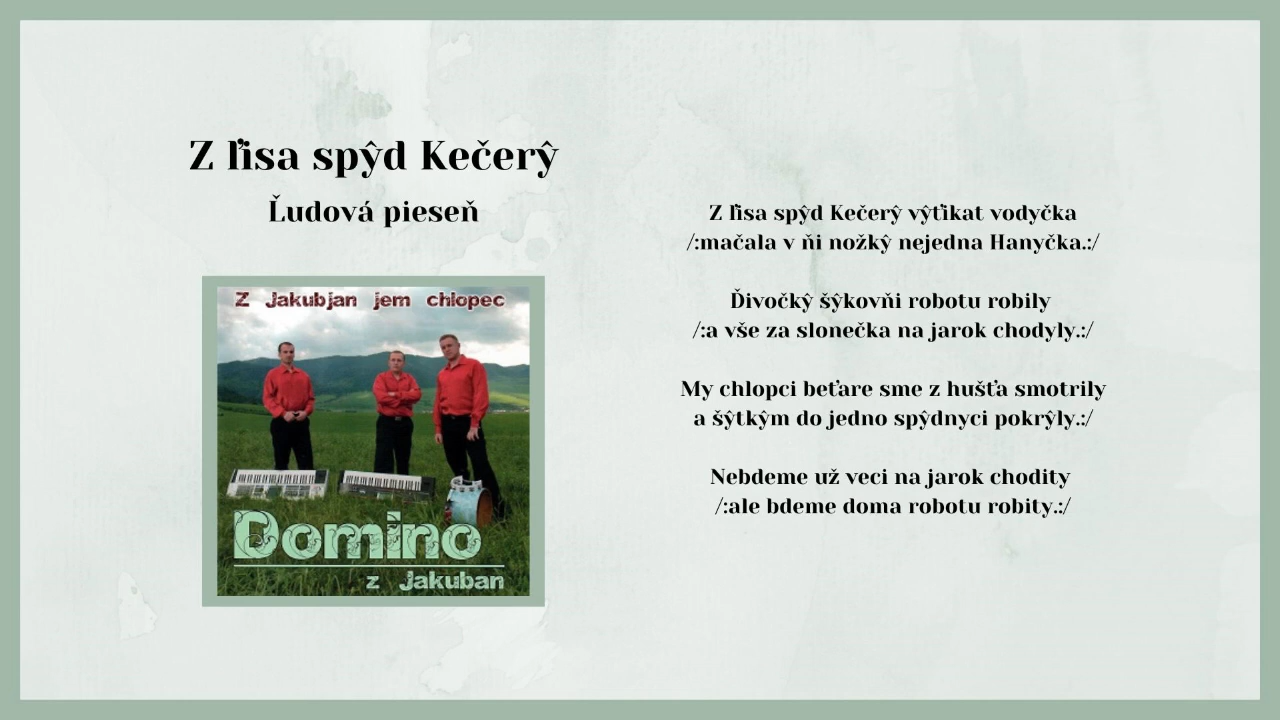 Z ľisa spŷd Kečerŷ
Ľudová pieseň
Z Jakubjan jem chlopec
Domino
z Jakuban
Z ľisa spŷd Kečerŷ vŷťikat vodyčka
/:mačala v ňi nožkŷ nejedna Hanyčka.:/
Ďivočkŷ šŷkovňi robotu robily
/:a vše za slonečka na jarok chodyly.:/
My chlopci beťare sme z hušťa smotrily
a šŷtkŷm do jedno spŷdnyci pokrŷly.:/
Nebdeme už veci na jarok chodity
/:ale bdeme doma robotu robity.:/